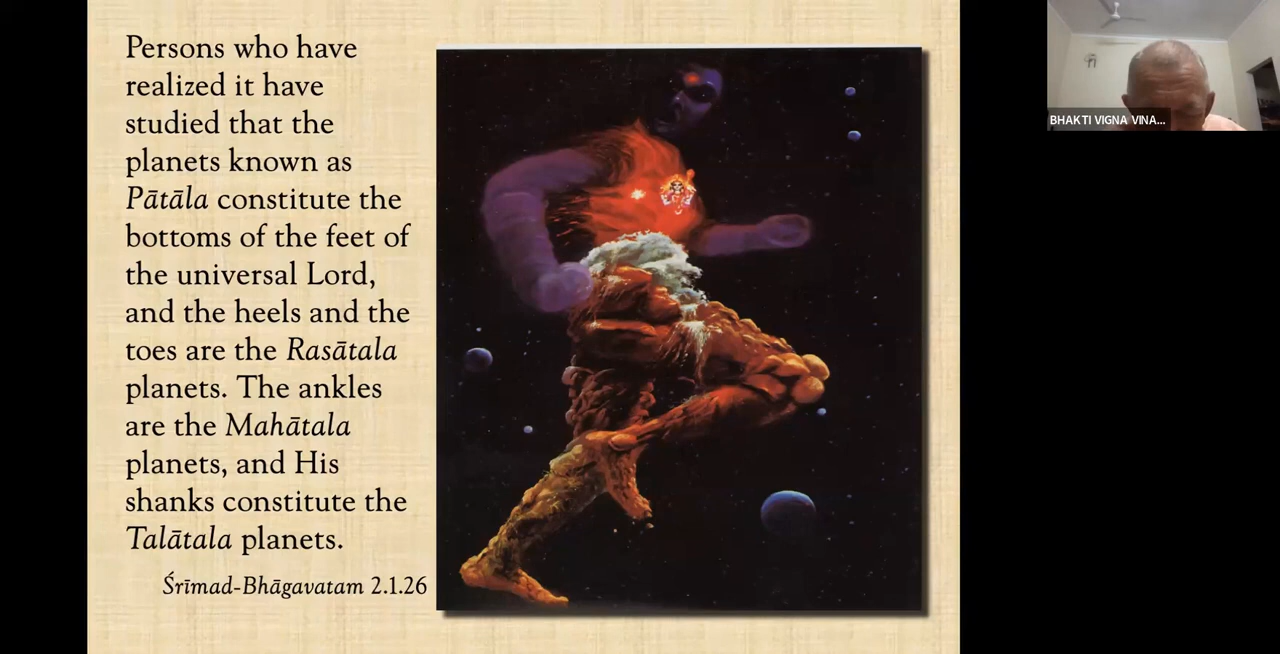 Persons who have
realized it have
studied that the
planets known as
Pātāla constitute the
bottoms of the feet of
the universal Lord,
and the heels and the
toes are the Rasātala
planets. The ankles
are the Mahātala
planets, and His
shanks constitute the
Talātala planets.
Śrīmad-Bhāgavatam 2.1.26
BHAKTI VIGNA VINA...